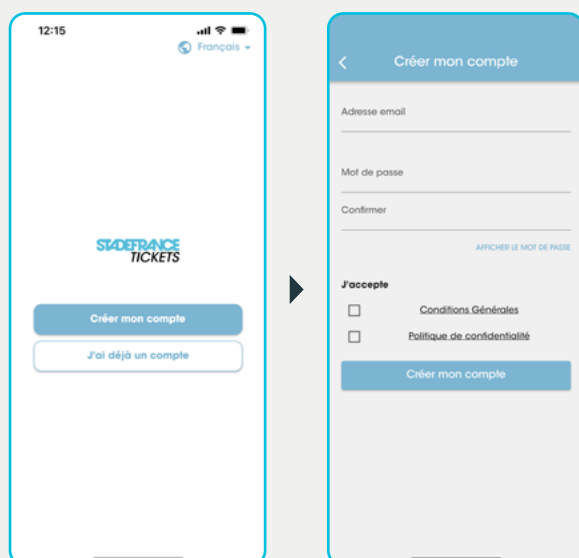 12:15
Français
STADEFRANCE
TICKETS
Créer mon compte
J'ai déjà un compte
Créer mon compte
Adresse email
Mot de passe
Confirmer
AFFICHER LE MOT DE PASSE
J'accepte
Conditions Générales
Politique de confidentialité
Créer mon compte